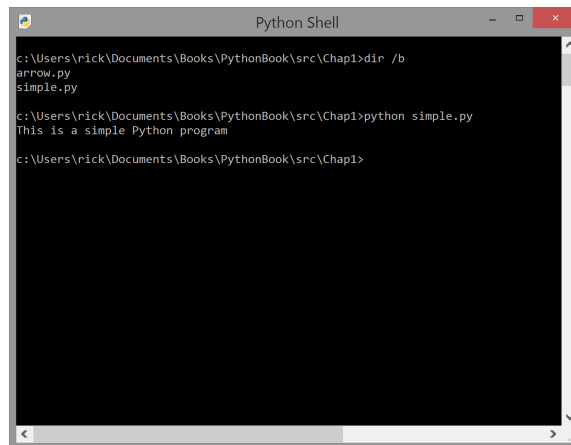 Python Shell
c:\Users\rick\Documents\Books\PythonBook\src\Chap1>dir /b
arrow.py
simple.py
c:\Users\rick\Documents\Books\PythonBook\src\Chap1>python simple.py
This is a simple Python program
c:\Users\rick\Documents\Books\PythonBook\src\Chap1>